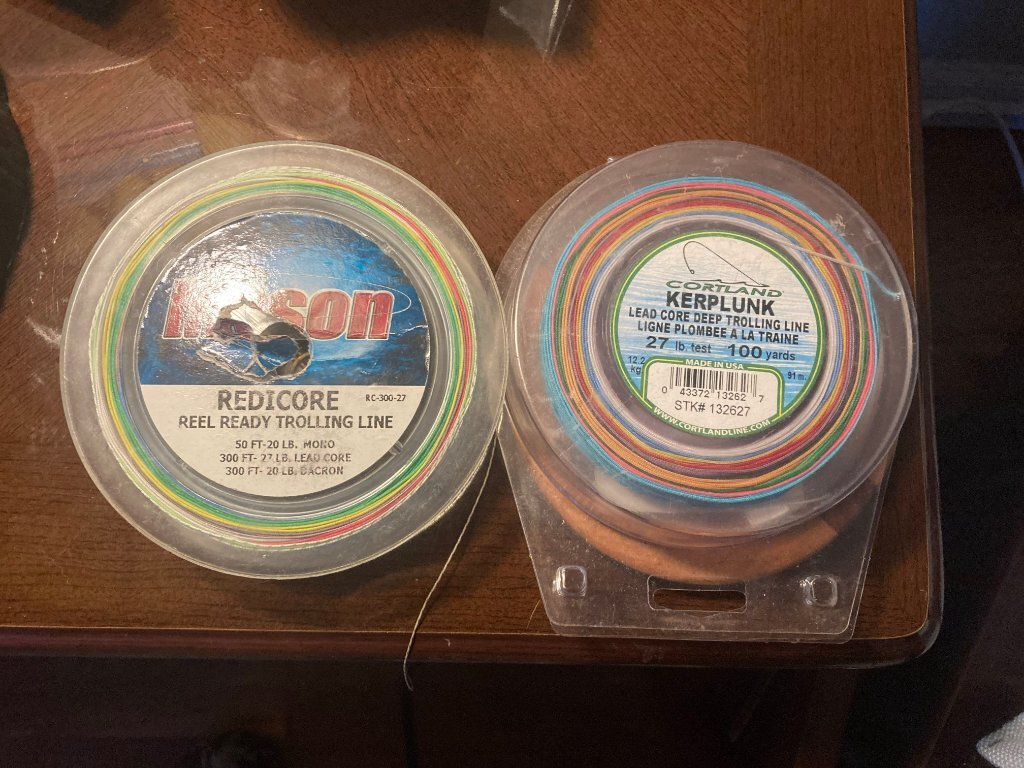 REDICORE
RC-300-27
REEL READY TROLLING LINE
50 FT-20 LB. MONO
300 FT- 27 LB. LEAD CORE
300 FT- 20 LB. DACRON
CORTLAND
KERPLUNK
LEAD CORE DEEP TROLLING LINE
LIGNE PLOMBEE A LA TRAINE
27 lb. test 100 yards
12.2 kg
91 m.
MADE IN USA
0 43372 13262 7
STK# 132627
WWW.CORTLANDLINE.COM